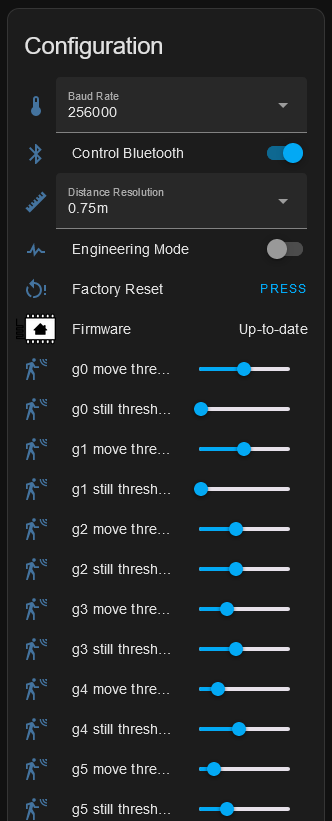 Configuration
Baud Rate
256000
Control Bluetooth
Distance Resolution
0.75m
Engineering Mode
Factory Reset PRESS
Firmware Up-to-date
g0 move thre...
g0 still thresh...
g1 move thre...
g1 still thresh...
g2 move thre...
g2 still thresh...
g3 move thre...
g3 still thresh...
g4 move thre...
g4 still thresh...
g5 move thre...
g5 still thresh...